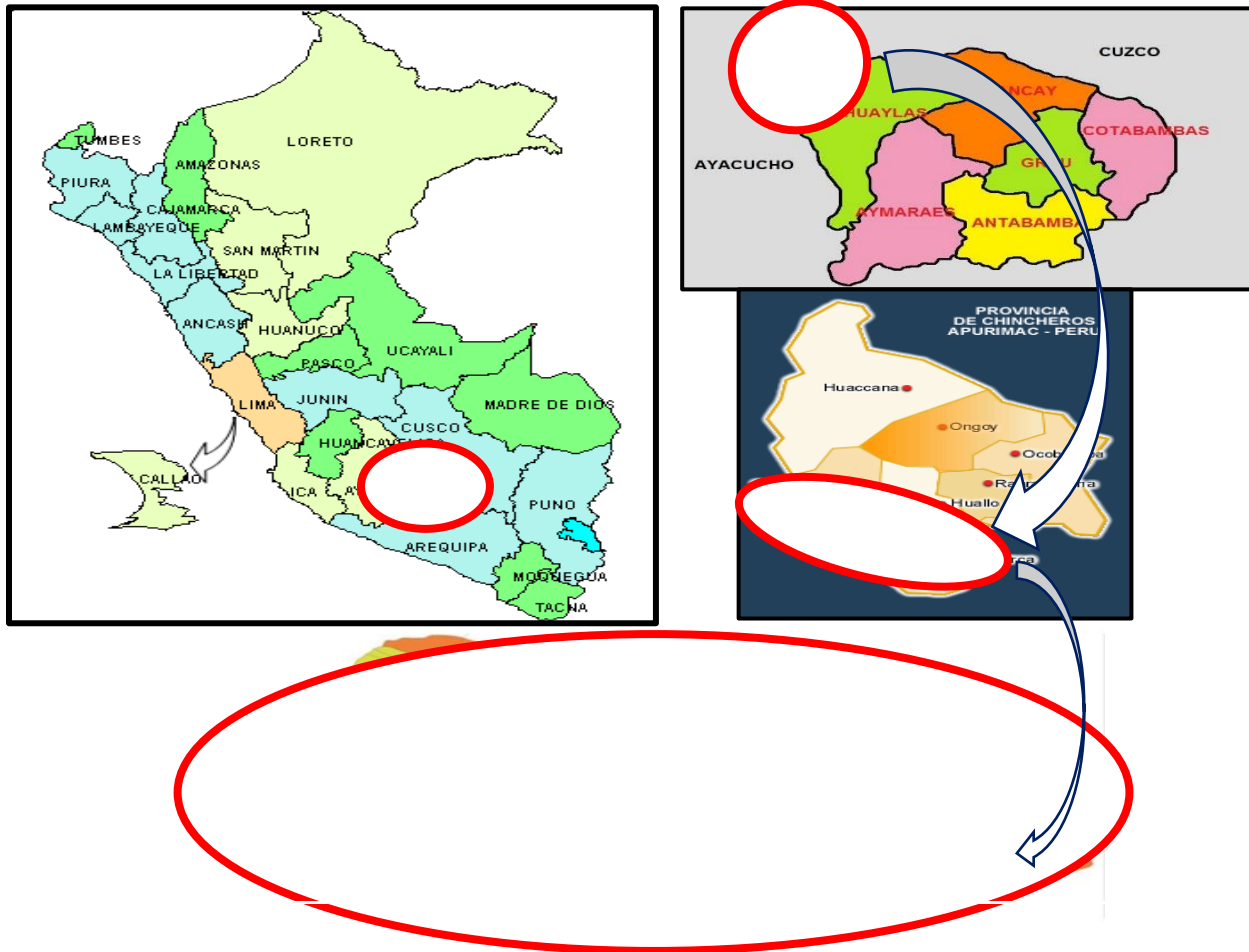 LORETO
TUMBES
AMAZONAS
PIURA
CAJAMARCA
LAMBAYEQUE
SAN MARTIN
LA LIBERTAD
ANCASH
HUANUCO
UCAYALI
PASCO
LIMA
JUNIN
MADRE DE DIOS
CUSCO
CALLAO
ICA
PUNO
AREQUIPA
MOQUEGUA
TACNA
CUZCO
NCAY
HUAYLAS
COTABAMBAS
AYACUCHO
AYMARAES
ANTABAMBA
PROVINCIA
DE CHINCHEROS
APURIMAC - PERU
Huaccana
Ongoy
Huallo